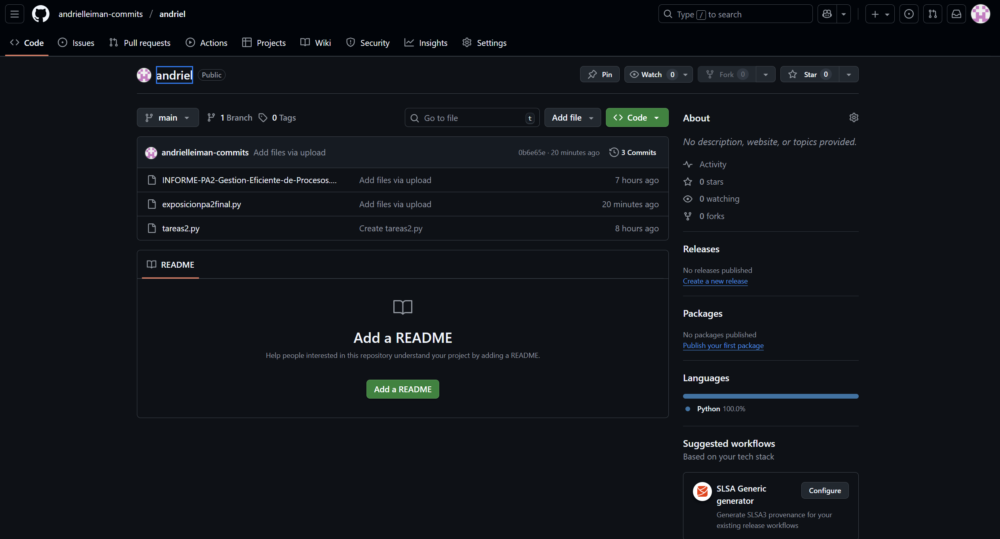 andrielleiman-commits / andriel
Type / to search
Code Issues Pull requests Actions Projects Wiki Security Insights Settings
andriel Public
Pin Watch 0 Fork 0 Star 0
main 1 Branch 0 Tags Go to file t Add file Code
andrielleiman-commits Add files via upload 0b6e65e · 20 minutes ago 3 Commits
INFORME-PA2-Gestion-Eficiente-de-Procesos.... Add files via upload 7 hours ago
exposicionpa2final.py Add files via upload 20 minutes ago
tareas2.py Create tareas2.py 8 hours ago
README
Add a README
Help people interested in this repository understand your project by adding a README.
Add a README
About
No description, website, or topics provided.
Activity
0 stars
0 watching
0 forks
Releases
No releases published
Create a new release
Packages
No packages published
Publish your first package
Languages
Python 100.0%
Suggested workflows
Based on your tech stack
SLSA Generic
generator
Configure
Generate SLSA3 provenance for your
existing release workflows